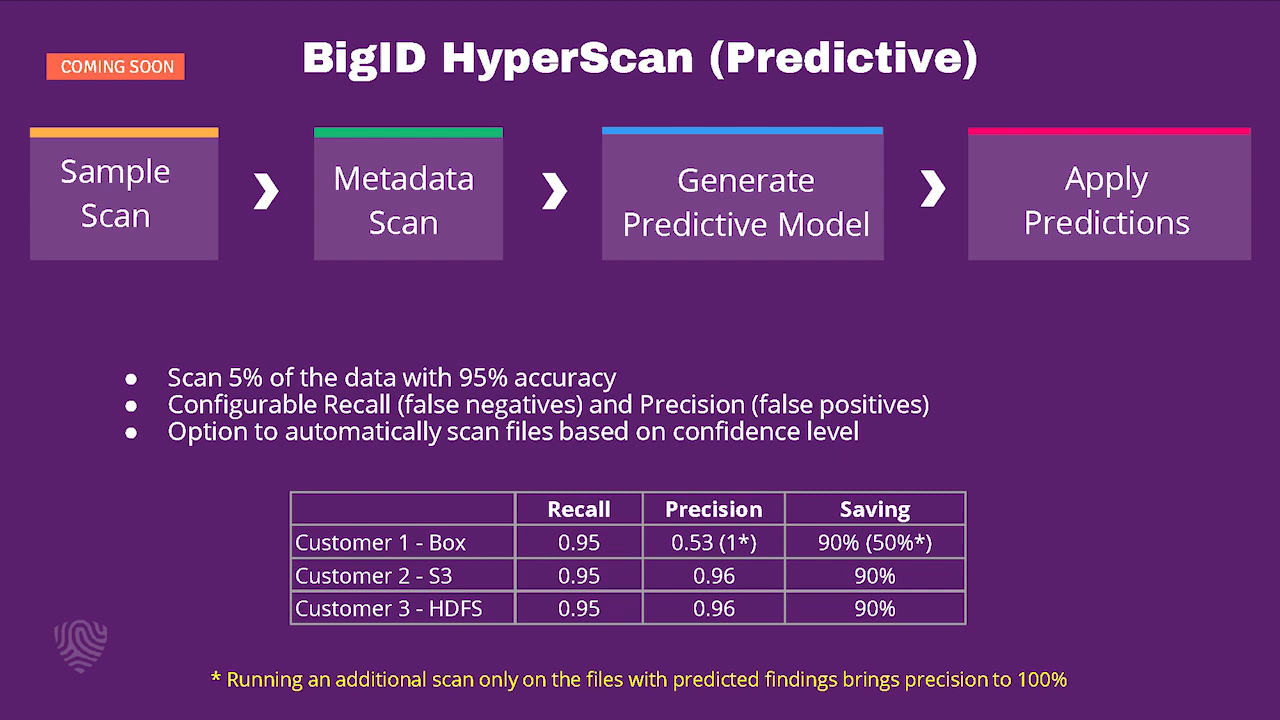 COMING SOON
BigID HyperScan (Predictive)
Sample
Scan
Metadata
Scan
Generate
Predictive Model
Apply
Predictions
● Scan 5% of the data with 95% accuracy
● Configurable Recall (false negatives) and Precision (false positives)
● Option to automatically scan files based on confidence level
Recall Precision Saving
Customer 1 - Box 0.95 0.53 (1*) 90% (50%*)
Customer 2 - S3 0.95 0.96 90%
Customer 3 - HDFS 0.95 0.96 90%
* Running an additional scan only on the files with predicted findings brings precision to 100%